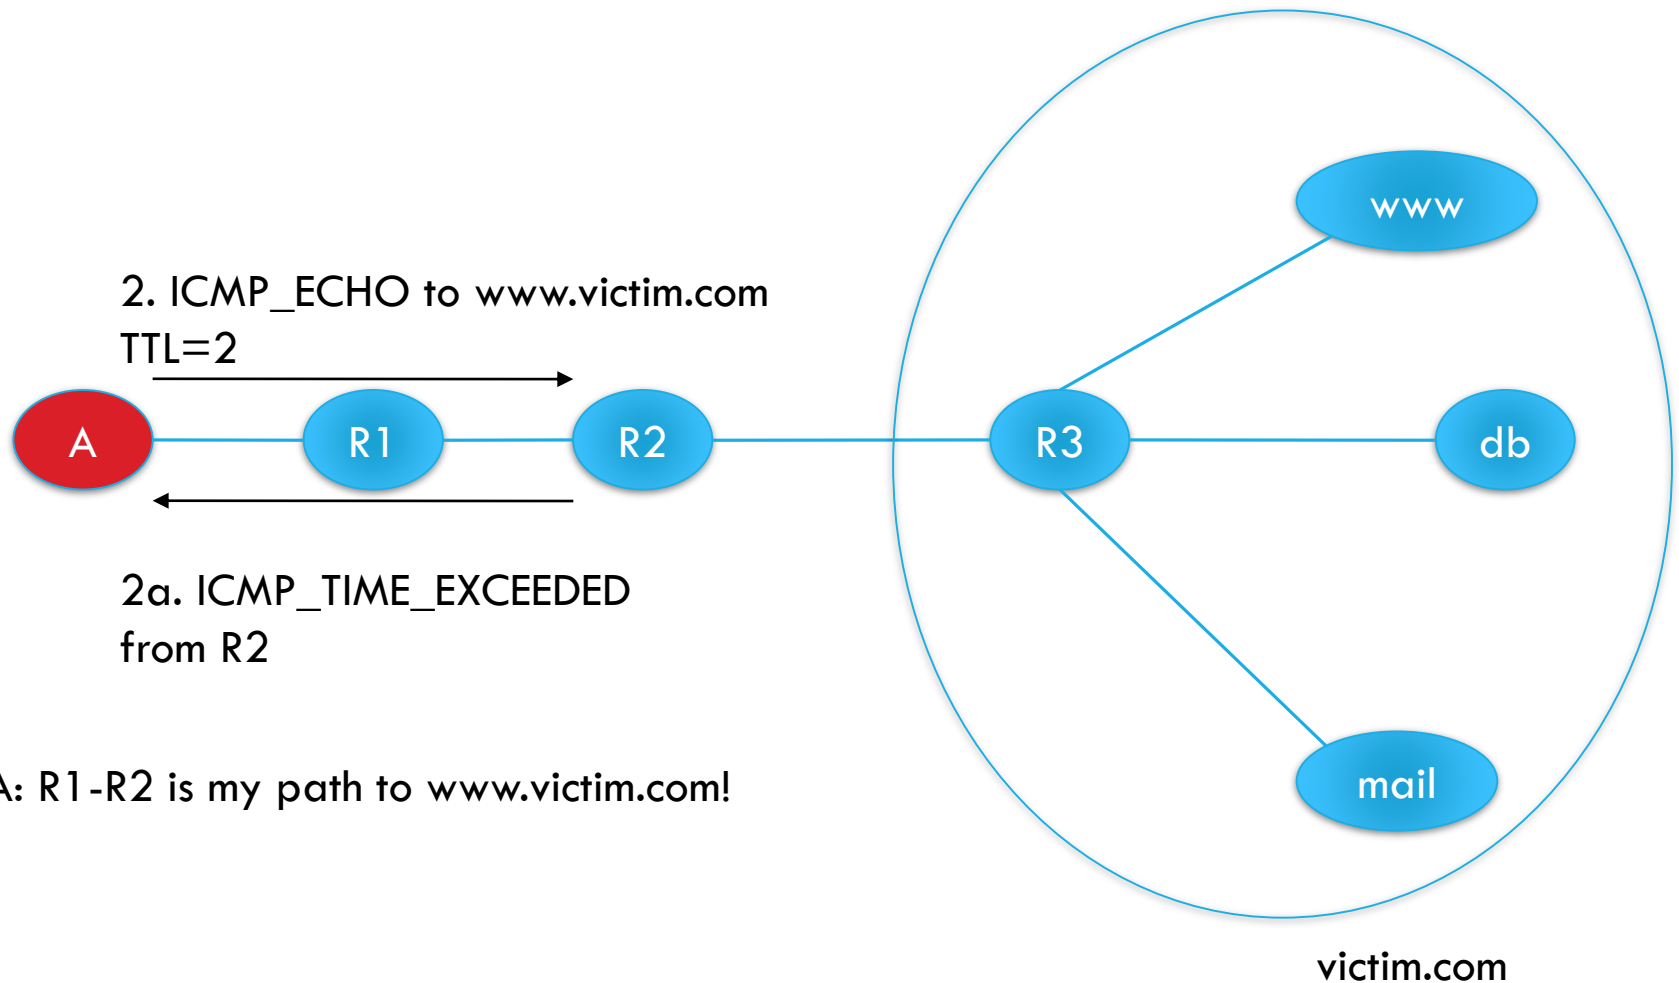 www
2. ICMP_ECHO to www.victim.com
TTL=2
A
R1
R2
R3
db
2a. ICMP_TIME_EXCEEDED
from R2
A: R1-R2 is my path to www.victim.com!
mail
victim.com